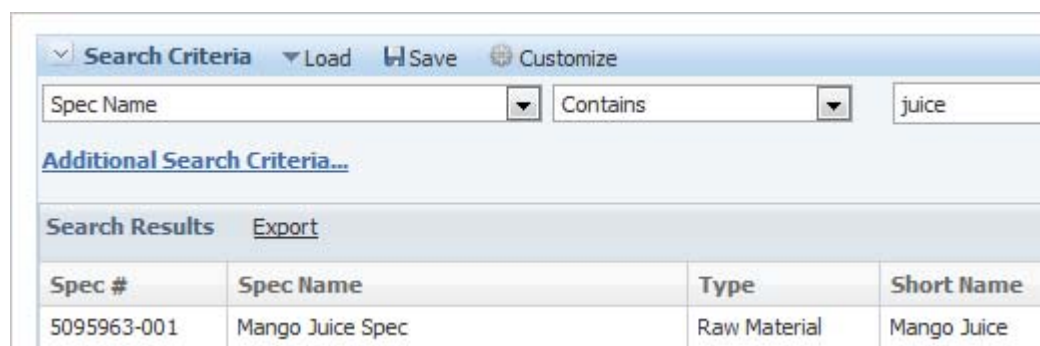 Search Criteria Load Save Customize
Spec Name Contains juice
Additional Search Criteria...
Search Results Export
Spec # Spec Name Type Short Name
5095963-001 Mango Juice Spec Raw Material Mango Juice